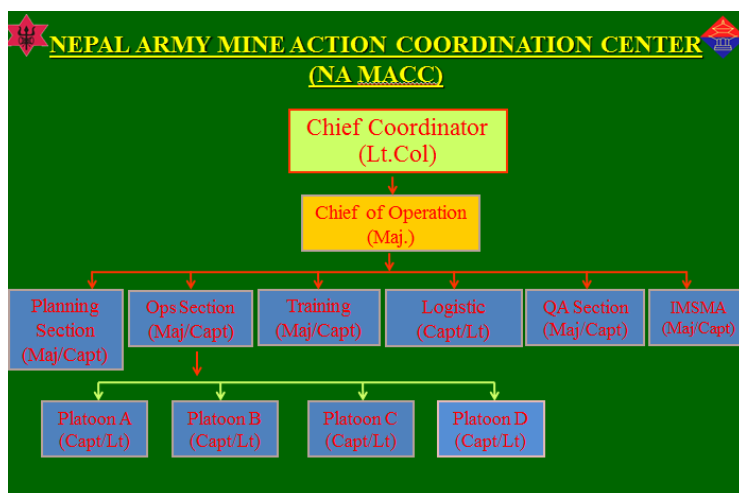 NEPAL ARMY MINE ACTION COORDINATION CENTER
(NA MACC)
Chief Coordinator
(Lt.Col)
Chief of Operation
(Maj.)
Planning
Section
(Maj/Capt)
Ops Section
(Maj/Capt)
Training
(Maj/Capt)
Logistic
(Capt/Lt)
QA Section
(Maj/Capt)
IMSMA
(Maj/Capt)
Platoon A
(Capt/Lt)
Platoon B
(Capt/Lt)
Platoon C
(Capt/Lt)
Platoon D
(Capt/Lt)